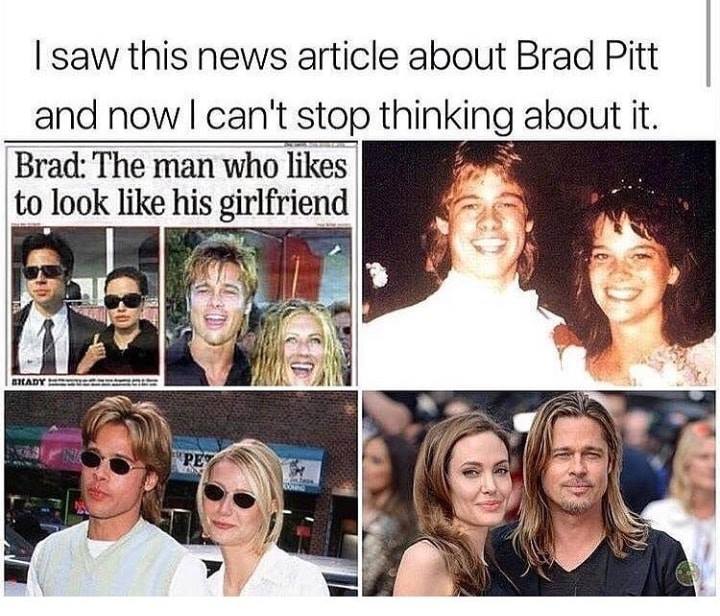 I saw this news article about Brad Pitt
and now I can't stop thinking about it.
Brad: The man who likes
to look like his girlfriend
SHADY
PET